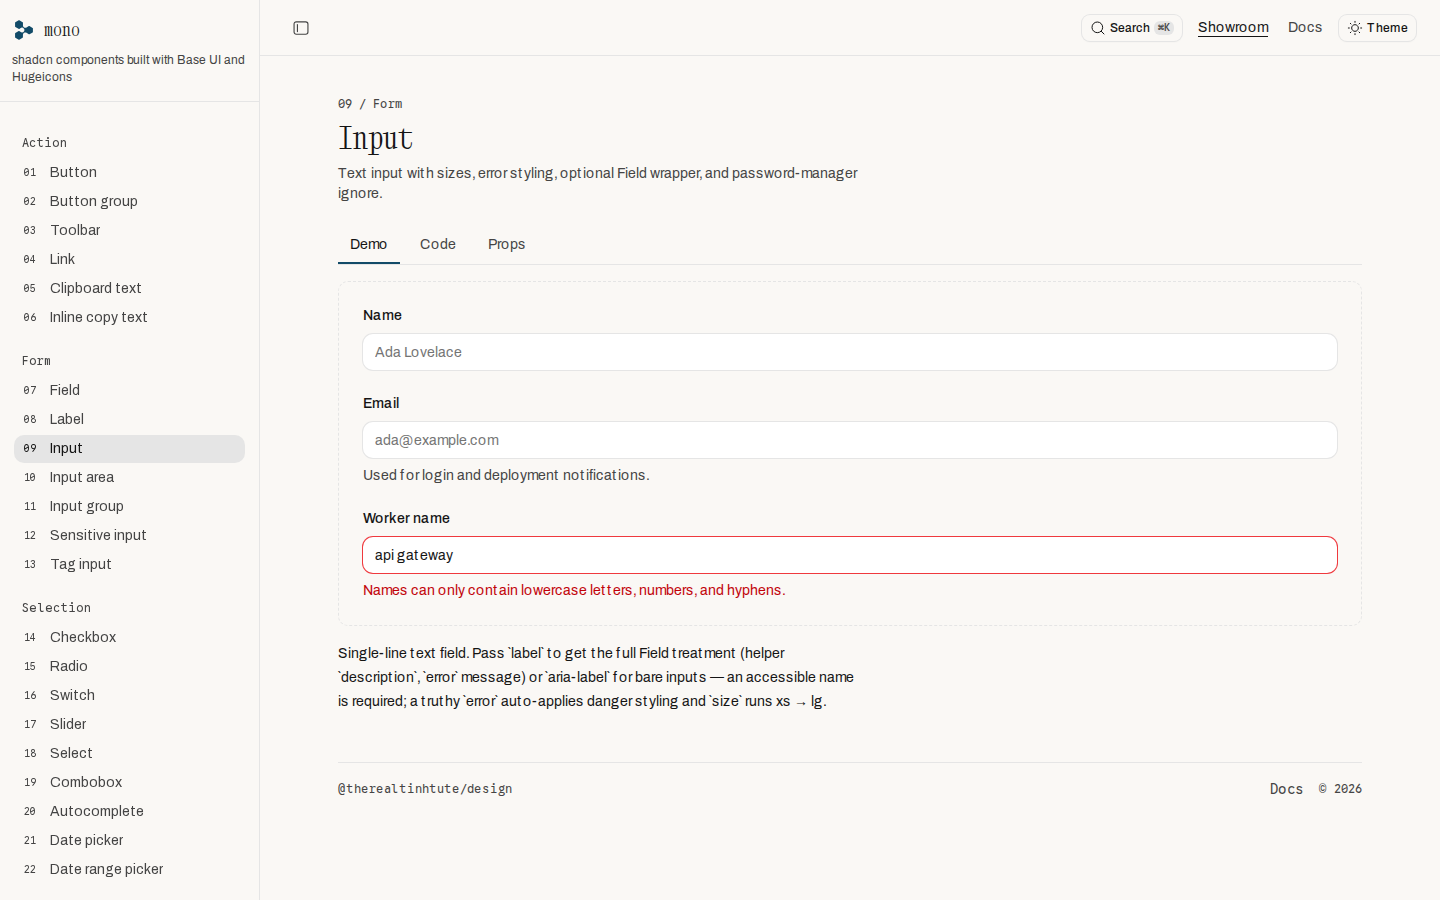 mono
shadcn components built with Base UI and
Hugeicons
Action
01 Button
02 Button group
03 Toolbar
04 Link
05 Clipboard text
06 Inline copy text
Form
07 Field
08 Label
09 Input
10 Input area
11 Input group
12 Sensitive input
13 Tag input
Selection
14 Checkbox
15 Radio
16 Switch
17 Slider
18 Select
19 Combobox
20 Autocomplete
21 Date picker
22 Date range picker
Search ⌘K Showroom Docs Theme
09 / Form
Input
Text input with sizes, error styling, optional Field wrapper, and password-manager
ignore.
Demo Code Props
Name
Ada Lovelace
Email
ada@example.com
Used for login and deployment notifications.
Worker name
api gateway
Names can only contain lowercase letters, numbers, and hyphens.
Single-line text field. Pass `label` to get the full Field treatment (helper
`description`, `error` message) or `aria-label` for bare inputs — an accessible name
is required; a truthy `error` auto-applies danger styling and `size` runs xs → lg.
@therealtinhtute/design
Docs © 2026